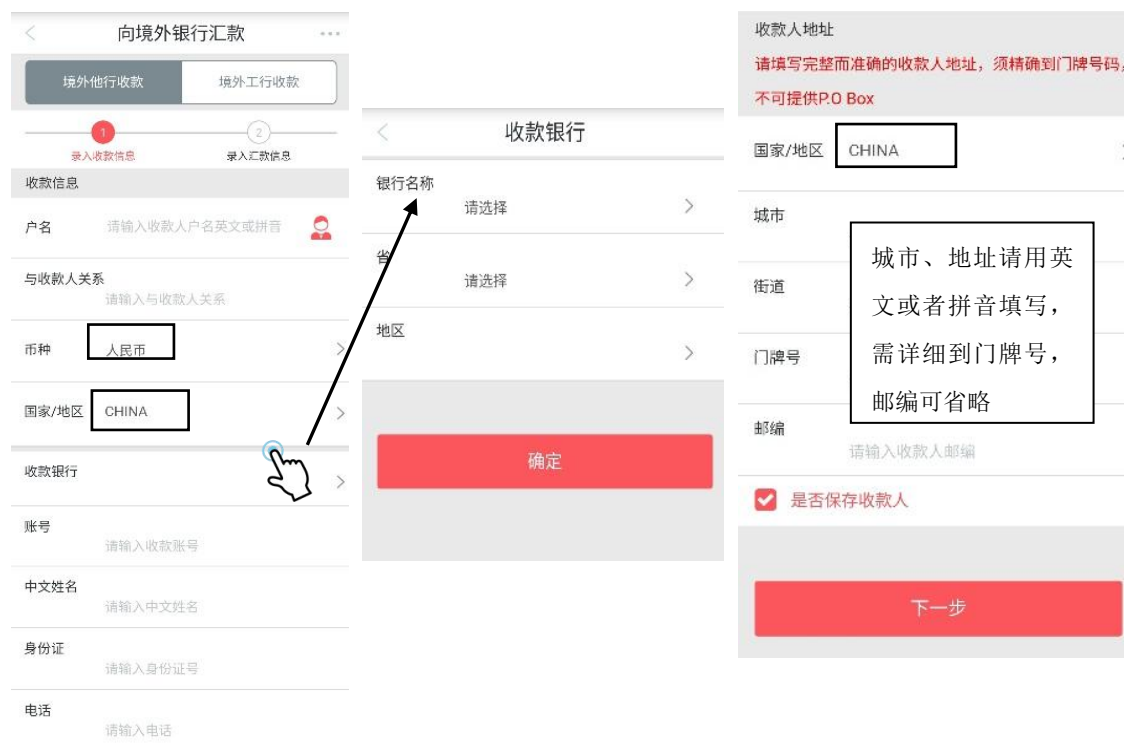 向境外银行汇款
境外他行收款
境外工行收款
1
2
录入收款信息
录入汇款信息
收款信息
户名
请输入收款人户名英文或拼音
与收款人关系
请输入与收款人关系
币种
人民币
国家/地区
CHINA
收款银行
账号
请输入收款账号
中文姓名
请输入中文姓名
身份证
请输入身份证号
电话
请输入电话
收款银行
银行名称
请选择
省
请选择
地区
确定
收款人地址
请填写完整而准确的收款人地址，须精确到门牌号码，
不可提供P.O Box
国家/地区
CHINA
城市
街道
门牌号
邮编
请输入收款人邮编
城市、地址请用英
文或者拼音填写，
需详细到门牌号，
邮编可省略
是否保存收款人
下一步